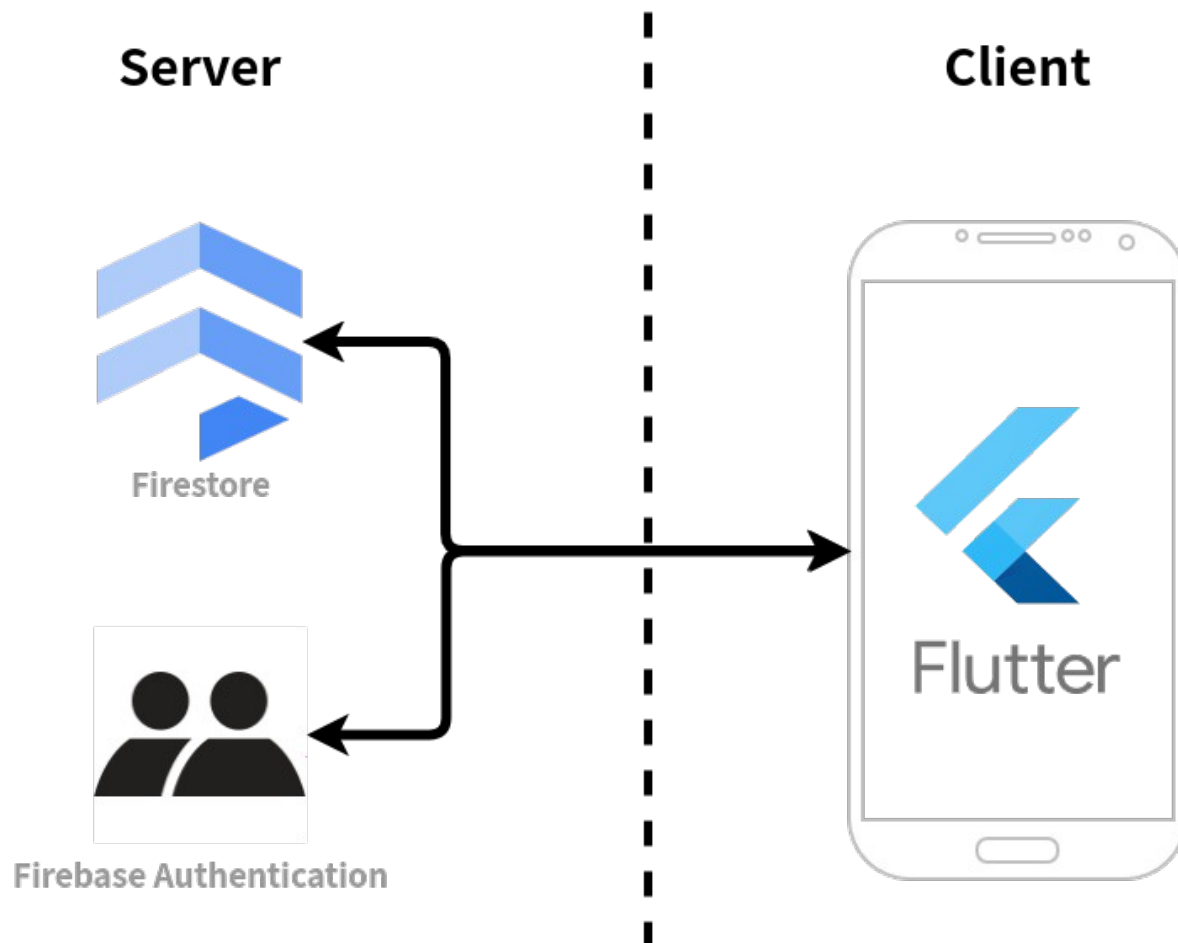 Server
Client
Firestore
Flutter
Firebase Authentication